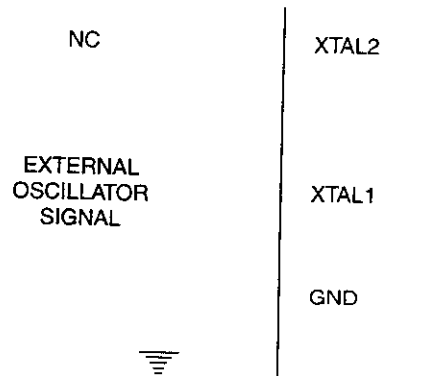 NC
XTAL2
EXTERNAL
OSCILLATOR
SIGNAL
XTAL1
GND